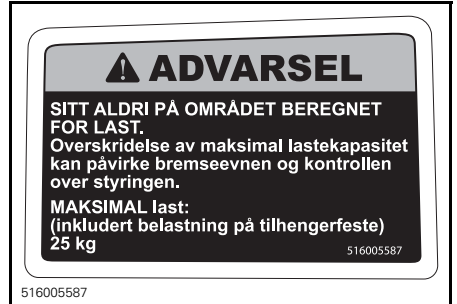 ADVARSEL
SITT ALDRI PÅ OMRÅDET BEREGNET
FOR LAST.
Overskridelse av maksimal lastekapasitet
kan påvirke bremseevnen og kontrollen
over styringen.
MAKSIMAL last:
(inkludert belastning på tilhengerfeste)
25 kg
516005587
516005587